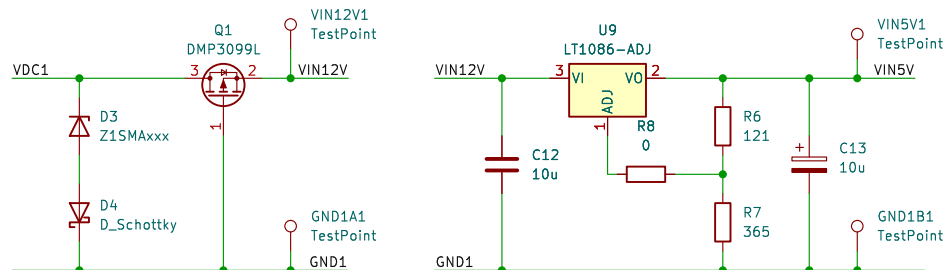 Q1
DMP3099L
VIN12V1
TestPoint
VDC1
3
2
VIN12V
1
D3
Z1SMAxxx
D4
D_Schottky
GND1A1
TestPoint
GND1
U9
LT1086-ADJ
VIN5V1
TestPoint
VIN12V
3
VI
VO
2
VIN5V
ADJ
1
R8
0
R6
121
C12
10u
+
C13
10u
R7
365
GND1B1
TestPoint
GND1